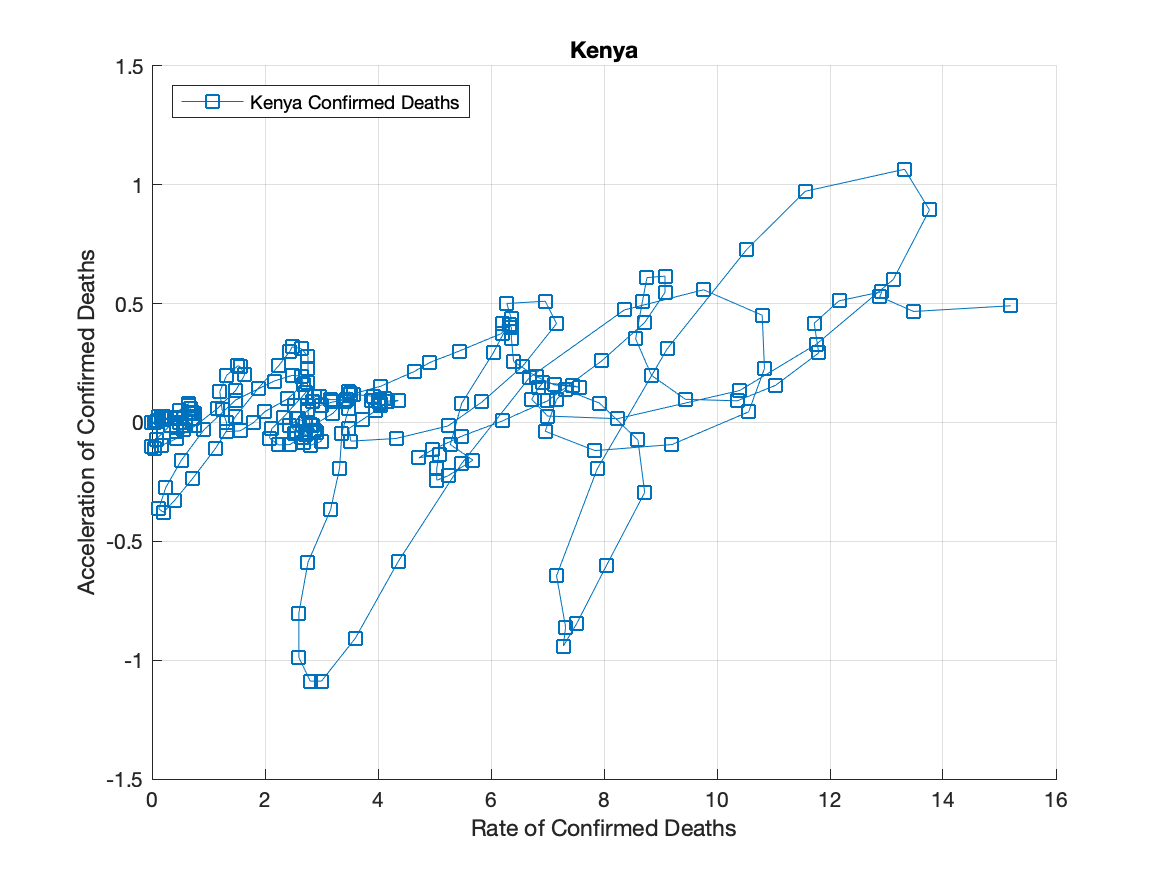 Kenya
Kenya Confirmed Deaths
1.5
1
0.5
0
-0.5
-1
-1.5
Acceleration of Confirmed Deaths
0 2 4 6 8 10 12 14 16
Rate of Confirmed Deaths